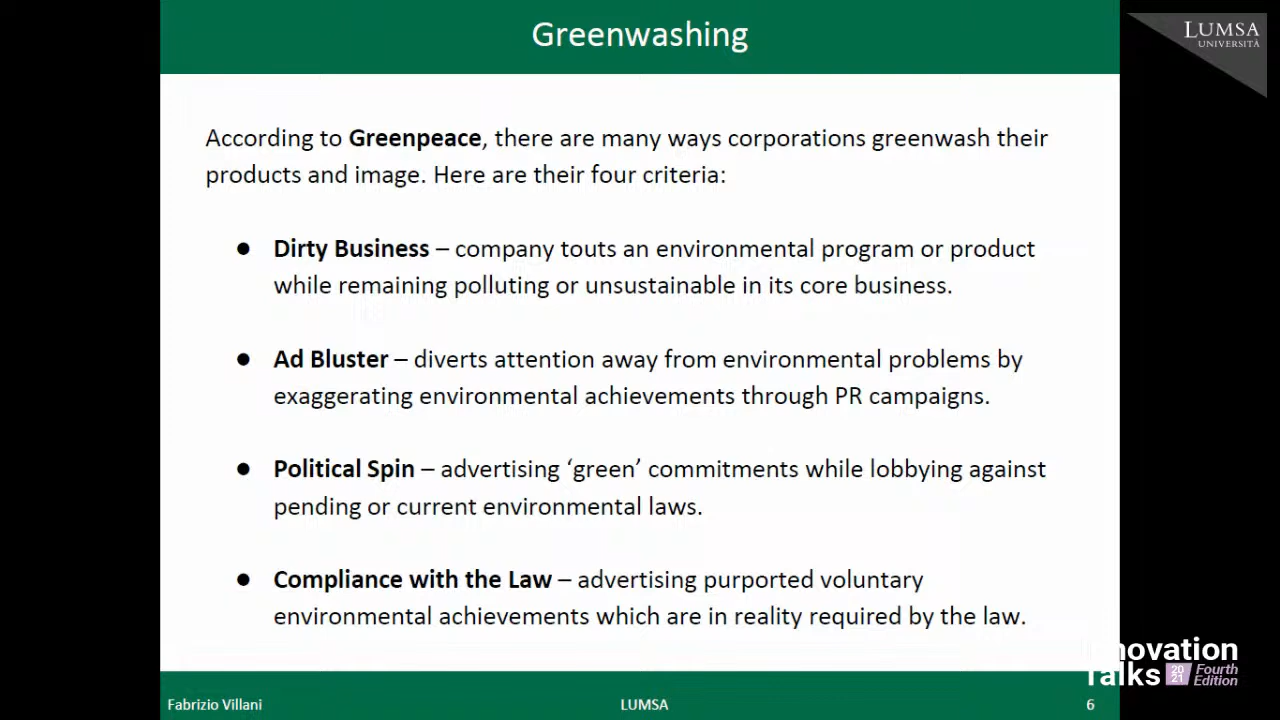 Greenwashing
LUMSA
UNIVERSITÀ
According to Greenpeace, there are many ways corporations greenwash their
products and image. Here are their four criteria:
● Dirty Business – company touts an environmental program or product
while remaining polluting or unsustainable in its core business.
● Ad Bluster – diverts attention away from environmental problems by
exaggerating environmental achievements through PR campaigns.
● Political Spin – advertising ‘green’ commitments while lobbying against
pending or current environmental laws.
● Compliance with the Law – advertising purported voluntary
environmental achievements which are in reality required by the law.
Innovation
Talks 2021 Fourth Edition
Fabrizio Villani
LUMSA
6